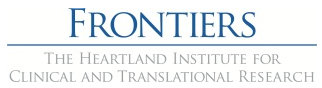 FRONTIERS
THE HEARTLAND INSTITUTE FOR
CLINICAL AND TRANSLATIONAL RESEARCH